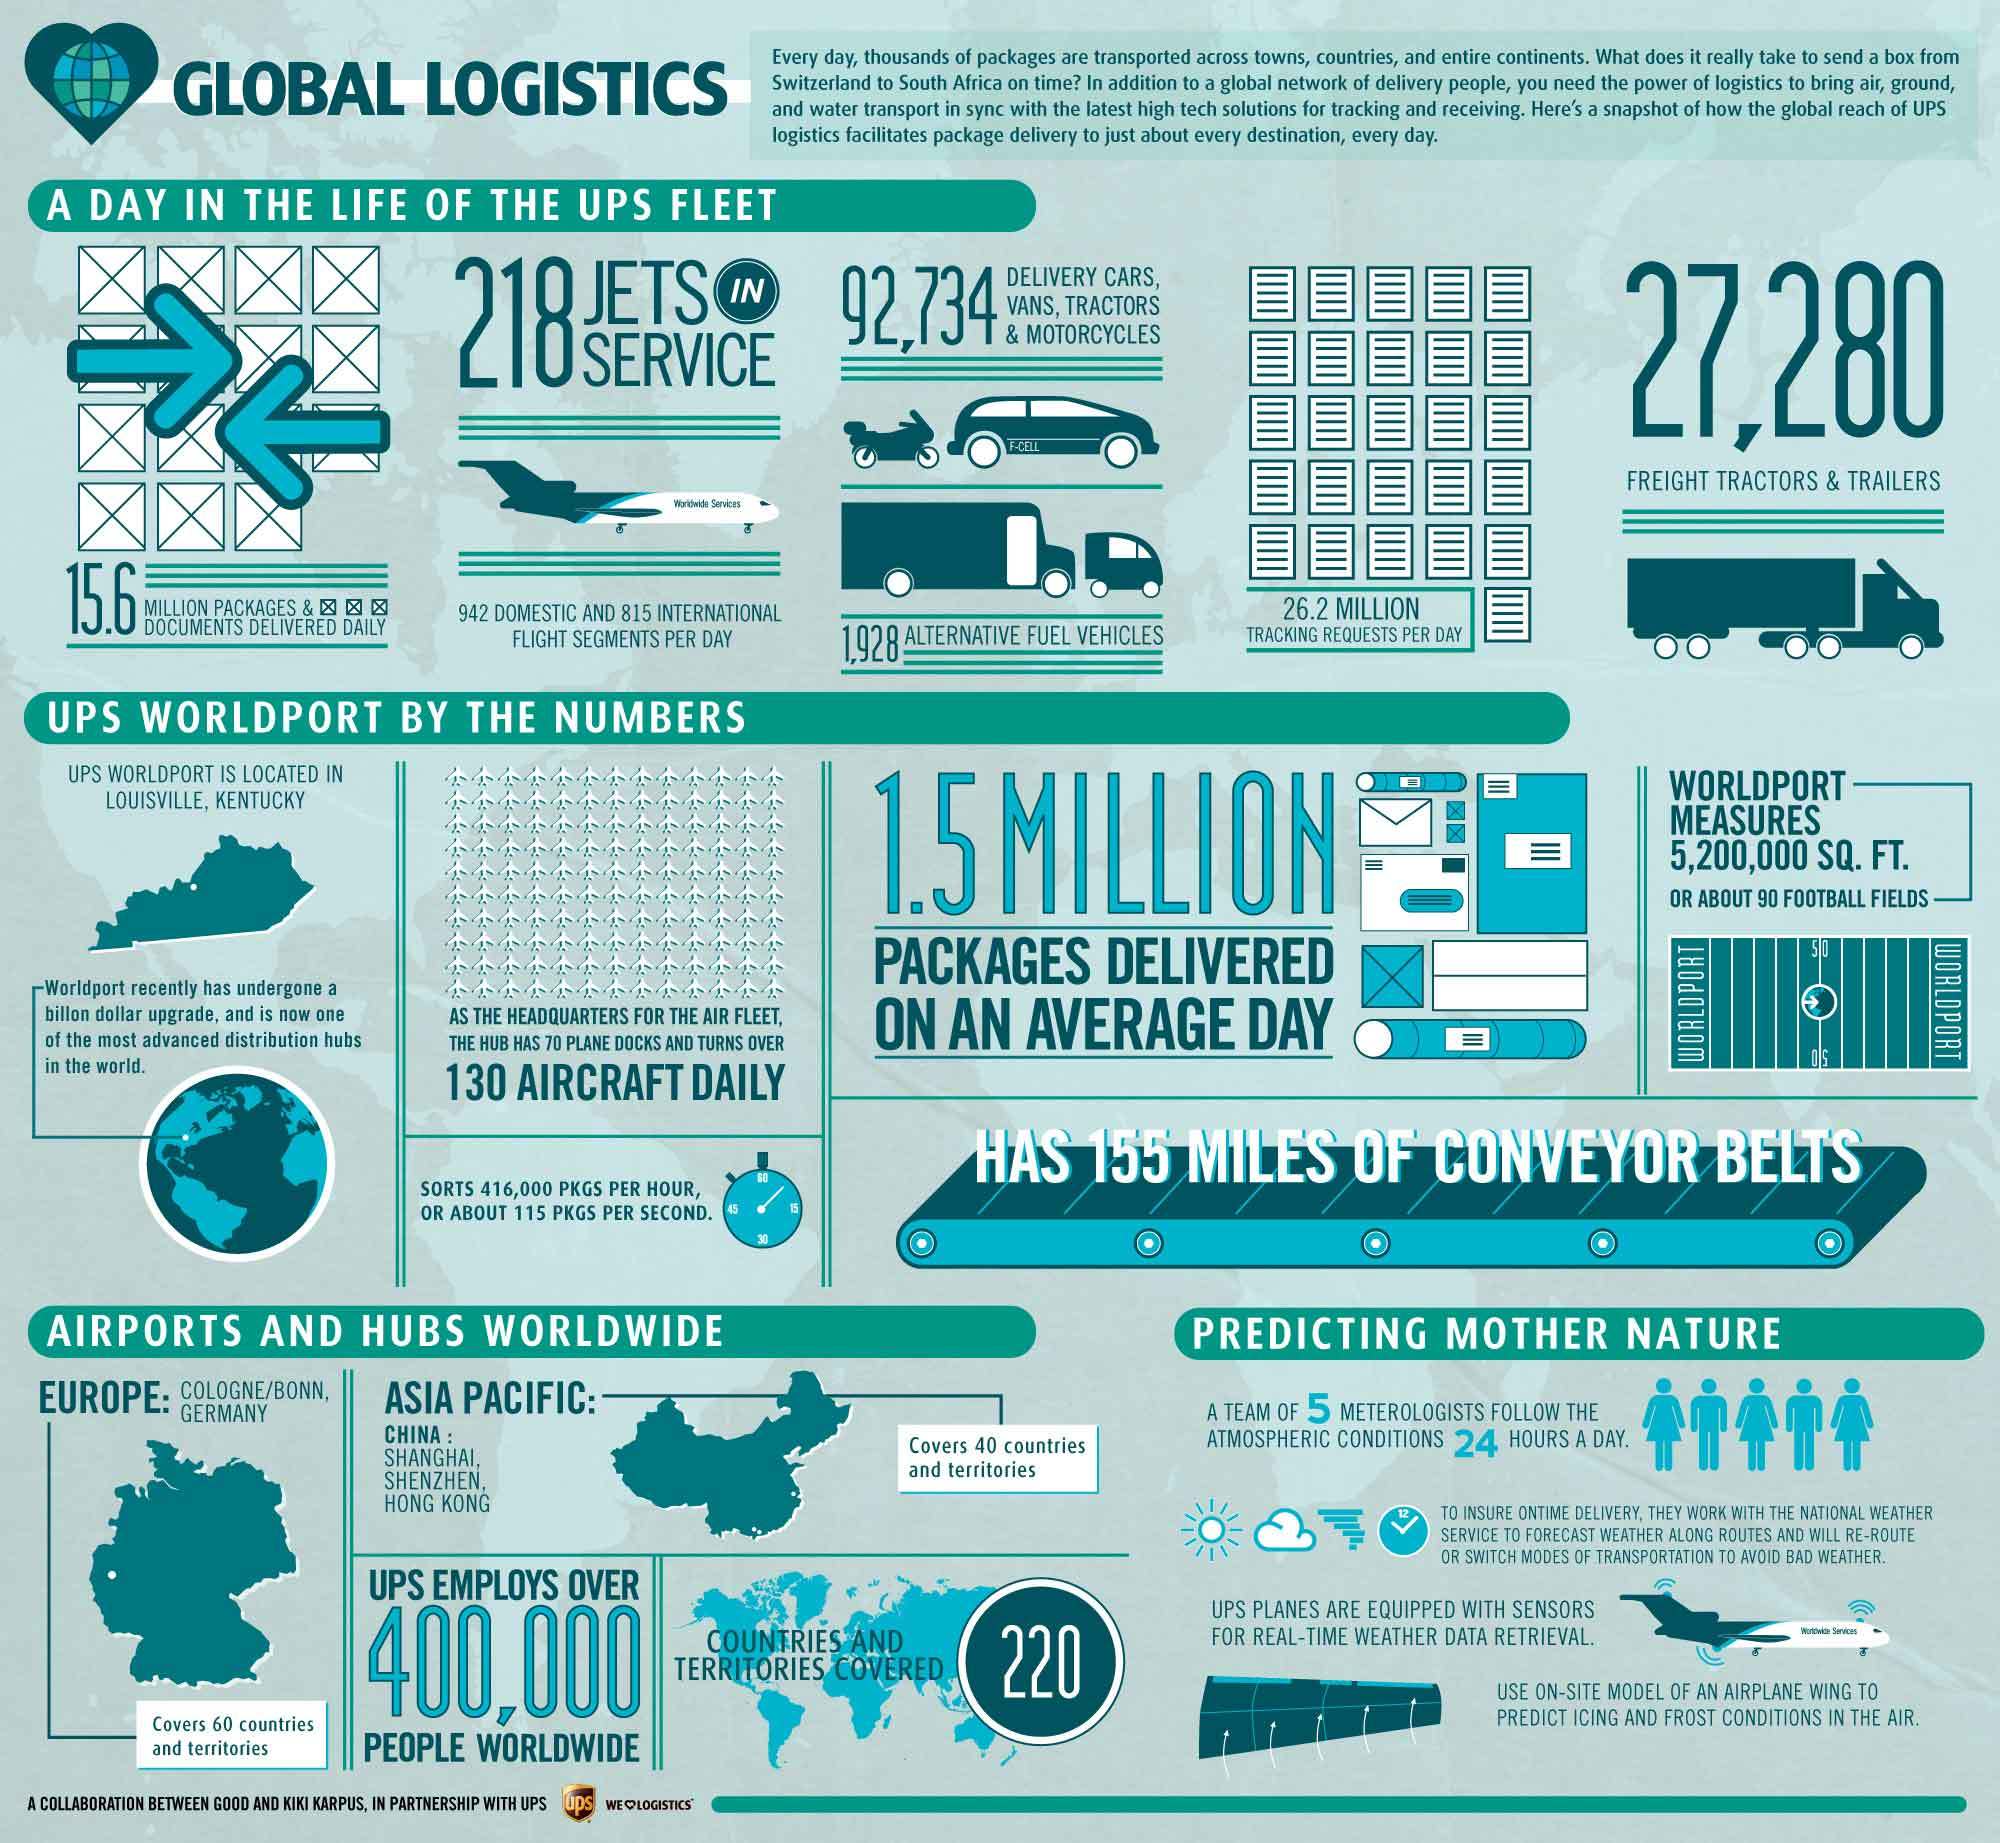 GLOBAL LOGISTICS
Every day, thousands of packages are transported across towns, countries, and entire continents. What does it really take to send a box from
Switzerland to South Africa on time? In addition to a global network of delivery people, you need the power of logistics to bring air, ground,
and water transport in sync with the latest high tech solutions for tracking and receiving. Here's a snapshot of how the global reach of UPS
logistics facilitates package delivery to just about every destination, every day.
A DAY IN THE LIFE OF THE UPS FLEET
15.6
MILLION PACKAGES &
DOCUMENTS DELIVERED DAILY
218 JETS IN
SERVICE
Worldwide Services
942 DOMESTIC AND 815 INTERNATIONAL
FLIGHT SEGMENTS PER DAY
92,734
DELIVERY CARS,
VANS, TRACTORS
& MOTORCYCLES
F-CELL
1,928 ALTERNATIVE FUEL VEHICLES
26.2 MILLION
TRACKING REQUESTS PER DAY
27,280
FREIGHT TRACTORS & TRAILERS
UPS WORLDPORT BY THE NUMBERS
UPS WORLDPORT IS LOCATED IN
LOUISVILLE, KENTUCKY
Worldport recently has undergone a
billon dollar upgrade, and is now one
of the most advanced distribution hubs
in the world.
AS THE HEADQUARTERS FOR THE AIR FLEET,
THE HUB HAS 70 PLANE DOCKS AND TURNS OVER
130 AIRCRAFT DAILY
SORTS 416,000 PKGS PER HOUR,
OR ABOUT 115 PKGS PER SECOND.
60
45
15
30
1.5 MILLION
PACKAGES DELIVERED
ON AN AVERAGE DAY
WORLDPORT
MEASURES
5,200,000 SQ. FT.
OR ABOUT 90 FOOTBALL FIELDS
WORLDPORT
50
50
WORLDPORT
HAS 155 MILES OF CONVEYOR BELTS
AIRPORTS AND HUBS WORLDWIDE
EUROPE:
COLOGNE/BONN,
GERMANY
Covers 60 countries
and territories
ASIA PACIFIC:
CHINA :
SHANGHAI,
SHENZHEN,
HONG KONG
Covers 40 countries
and territories
UPS EMPLOYS OVER
400,000
PEOPLE WORLDWIDE
COUNTRIES AND
TERRITORIES COVERED
220
PREDICTING MOTHER NATURE
A TEAM OF 5 METEROLOGISTS FOLLOW THE
ATMOSPHERIC CONDITIONS 24 HOURS A DAY.
12
TO INSURE ONTIME DELIVERY, THEY WORK WITH THE NATIONAL WEATHER
SERVICE TO FORECAST WEATHER ALONG ROUTES AND WILL RE-ROUTE
OR SWITCH MODES OF TRANSPORTATION TO AVOID BAD WEATHER.
UPS PLANES ARE EQUIPPED WITH SENSORS
FOR REAL-TIME WEATHER DATA RETRIEVAL.
Worldwide Services
USE ON-SITE MODEL OF AN AIRPLANE WING TO
PREDICT ICING AND FROST CONDITIONS IN THE AIR.
A COLLABORATION BETWEEN GOOD AND KIKI KARPUS, IN PARTNERSHIP WITH UPS
ups
WE LOGISTICS